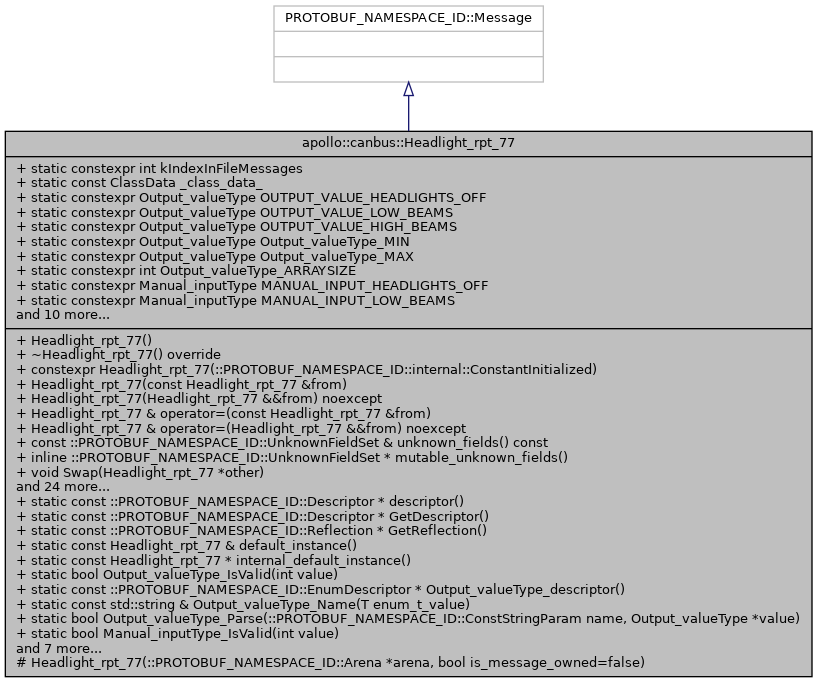 PROTOBUF_NAMESPACE_ID::Message
apollo::canbus::Headlight_rpt_77
+ static constexpr int kIndexInFileMessages
+ static const ClassData _class_data_
+ static constexpr Output_valueType OUTPUT_VALUE_HEADLIGHTS_OFF
+ static constexpr Output_valueType OUTPUT_VALUE_LOW_BEAMS
+ static constexpr Output_valueType OUTPUT_VALUE_HIGH_BEAMS
+ static constexpr Output_valueType Output_valueType_MIN
+ static constexpr Output_valueType Output_valueType_MAX
+ static constexpr int Output_valueType_ARRAYSIZE
+ static constexpr Manual_inputType MANUAL_INPUT_HEADLIGHTS_OFF
+ static constexpr Manual_inputType MANUAL_INPUT_LOW_BEAMS
and 10 more...
+ Headlight_rpt_77()
+ ~Headlight_rpt_77() override
+ constexpr Headlight_rpt_77(::PROTOBUF_NAMESPACE_ID::internal::ConstantInitialized)
+ Headlight_rpt_77(const Headlight_rpt_77 &from)
+ Headlight_rpt_77(Headlight_rpt_77 &&from) noexcept
+ Headlight_rpt_77 & operator=(const Headlight_rpt_77 &from)
+ Headlight_rpt_77 & operator=(Headlight_rpt_77 &&from) noexcept
+ const ::PROTOBUF_NAMESPACE_ID::UnknownFieldSet & unknown_fields() const
+ inline ::PROTOBUF_NAMESPACE_ID::UnknownFieldSet * mutable_unknown_fields()
+ void Swap(Headlight_rpt_77 *other)
and 24 more...
+ static const ::PROTOBUF_NAMESPACE_ID::Descriptor * descriptor()
+ static const ::PROTOBUF_NAMESPACE_ID::Descriptor * GetDescriptor()
+ static const ::PROTOBUF_NAMESPACE_ID::Reflection * GetReflection()
+ static const Headlight_rpt_77 & default_instance()
+ static const Headlight_rpt_77 * internal_default_instance()
+ static bool Output_valueType_IsValid(int value)
+ static const ::PROTOBUF_NAMESPACE_ID::EnumDescriptor * Output_valueType_descriptor()
+ static const std::string & Output_valueType_Name(T enum_t_value)
+ static bool Output_valueType_Parse(::PROTOBUF_NAMESPACE_ID::ConstStringParam name, Output_valueType *value)
+ static bool Manual_inputType_IsValid(int value)
and 7 more...
# Headlight_rpt_77(::PROTOBUF_NAMESPACE_ID::Arena *arena, bool is_message_owned=false)